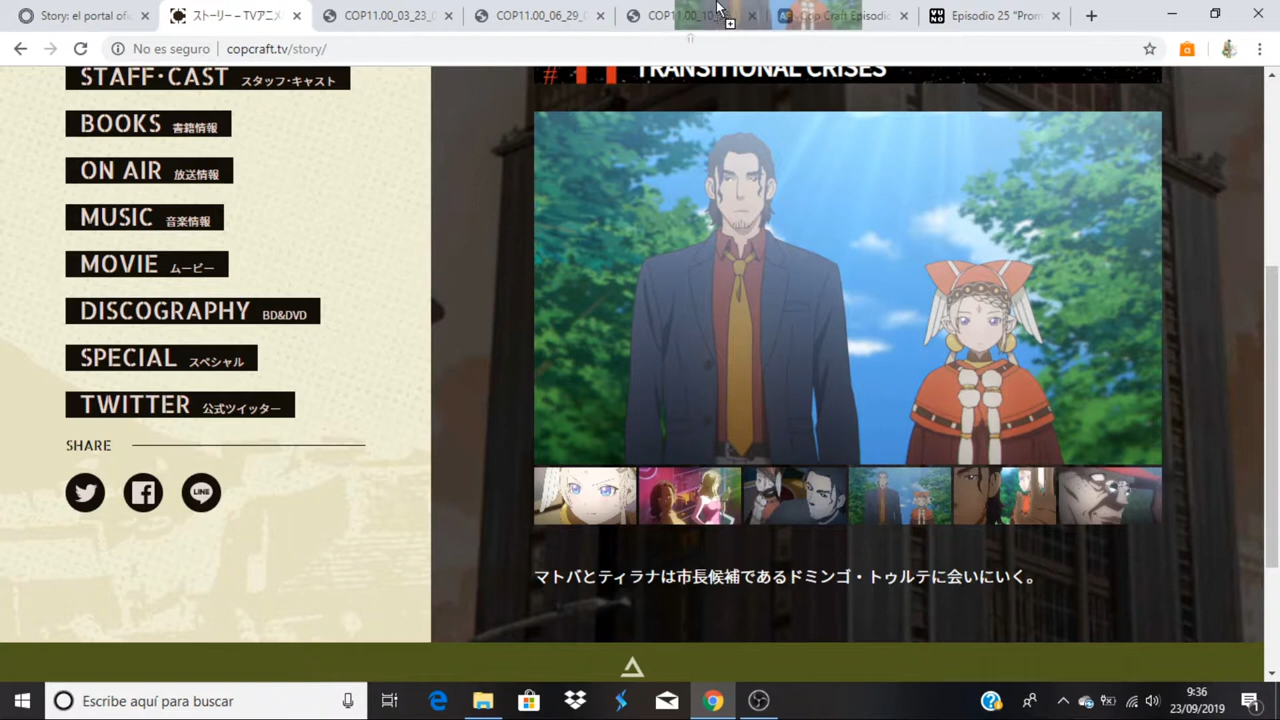 Story: el portal ofic
ストーリー – TVアニメ
COP11.00_03_23_0
COP11.00_06_29_0
COP11.00_10
Cop Craft Episodio
Episodio 25 "Prom
No es seguro
copcraft.tv/story/
STAFF・CAST スタッフ・キャスト
BOOKS 書籍情報
ON AIR 放送情報
MUSIC 音楽情報
MOVIE ムービー
DISCOGRAPHY BD&DVD
SPECIAL スペシャル
TWITTER 公式ツイッター
SHARE
LINE
#11 TRANSITIONAL CRISES
マトバとティラナは市長候補であるドミンゴ・トゥルテに会いにいく。
Escribe aquí para buscar
9:36
23/09/2019